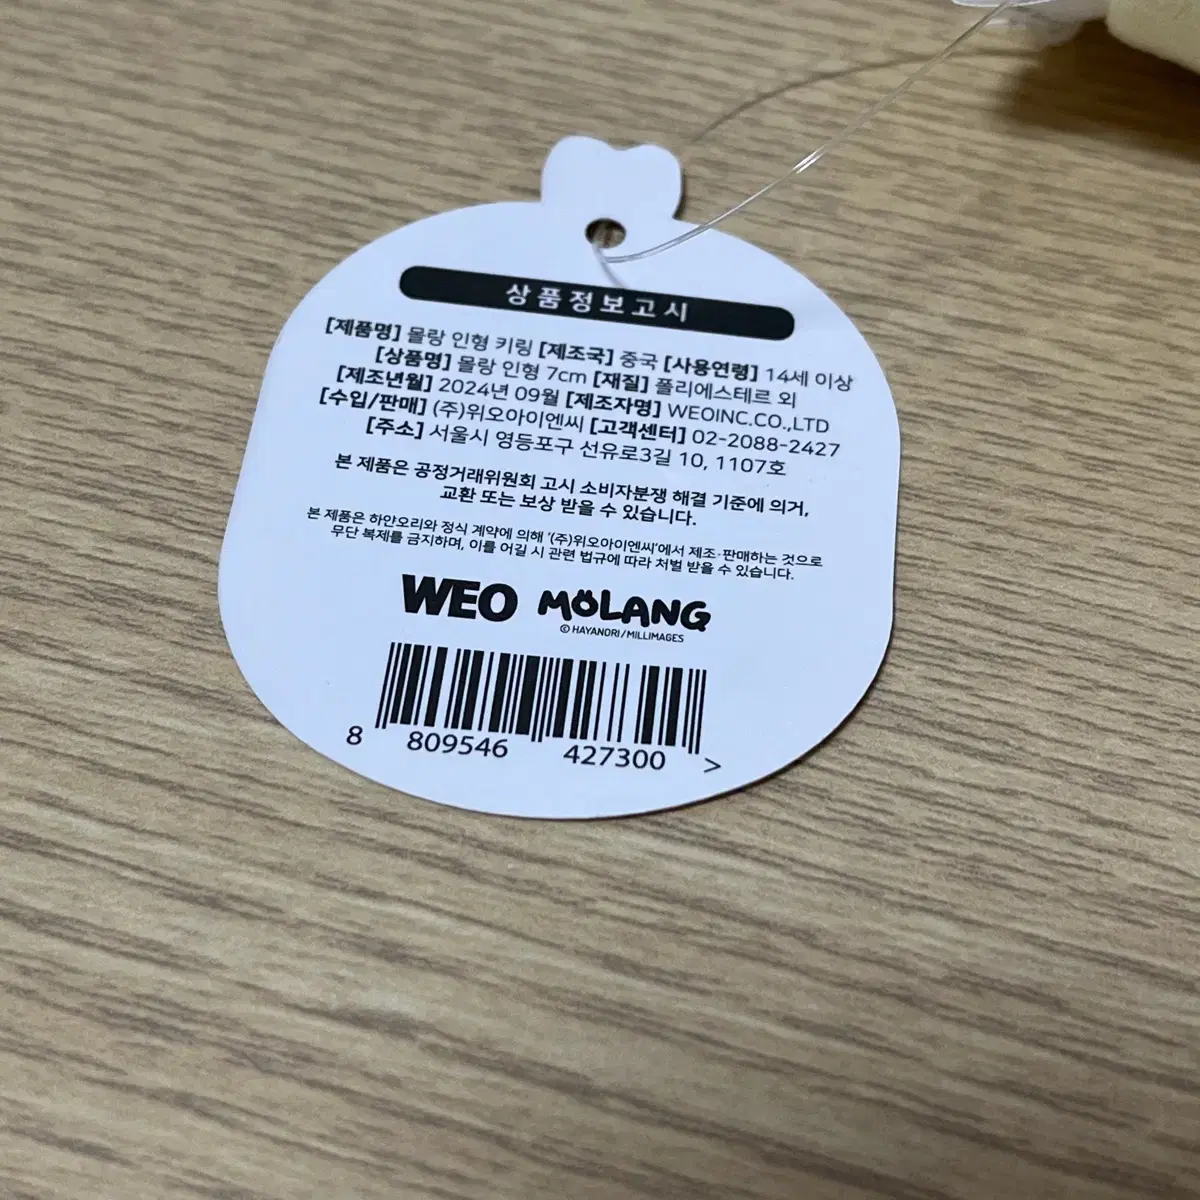 상품정보고시
[제품명] 몰랑 인형 키링 [제조국] 중국 [사용연령] 14세 이상
[상품명] 몰랑 인형 7cm [재질] 폴리에스테르 외
[제조년월] 2024년 09월 [제조자명] WEOINC.CO.,LTD
[수입/판매] (주)위오아이엔씨 [고객센터] 02-2088-2427
[주소] 서울시 영등포구 선유로3길 10, 1107호
본 제품은 공정거래위원회 고시 소비자분쟁 해결 기준에 의거,
교환 또는 보상 받을 수 있습니다.
본 제품은 하얀오리와 정식 계약에 의해 '(주)위오아이엔씨'에서 제조·판매하는 것으로
무단 복제를 금지하며, 이를 어길 시 관련 법규에 따라 처벌 받을 수 있습니다.
WEO MOLANG
© HAYANORI/MILLIMAGES
8 809546 427300 >